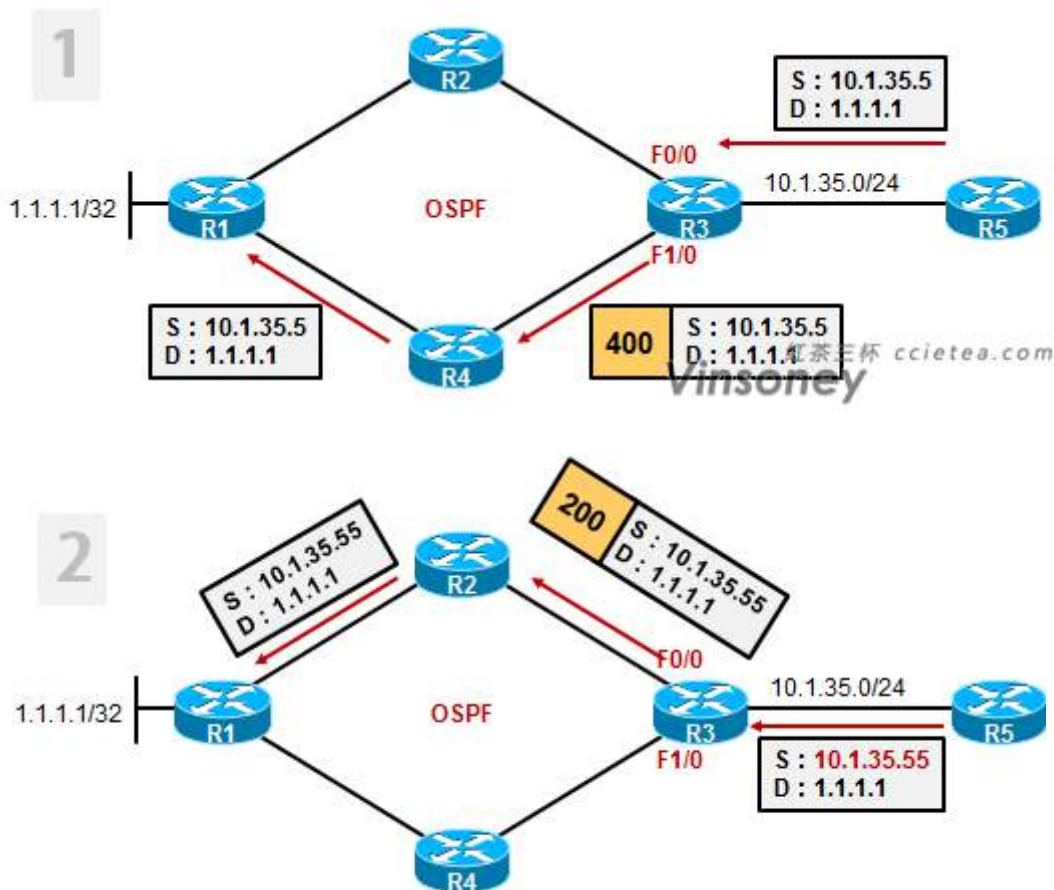 1
R2
S : 10.1.35.5
D : 1.1.1.1
F0/0
10.1.35.0/24
1.1.1.1/32
R1
OSPF
R3
R5
F1/0
S : 10.1.35.5
D : 1.1.1.1
400
S : 10.1.35.5
D : 1.1.1.1
R4
红茶三杯 ccietea.com
Vinsoney
2
200
S : 10.1.35.55
D : 1.1.1.1
S : 10.1.35.55
D : 1.1.1.1
R2
F0/0
10.1.35.0/24
1.1.1.1/32
R1
OSPF
R3
R5
F1/0
S : 10.1.35.55
D : 1.1.1.1
R4